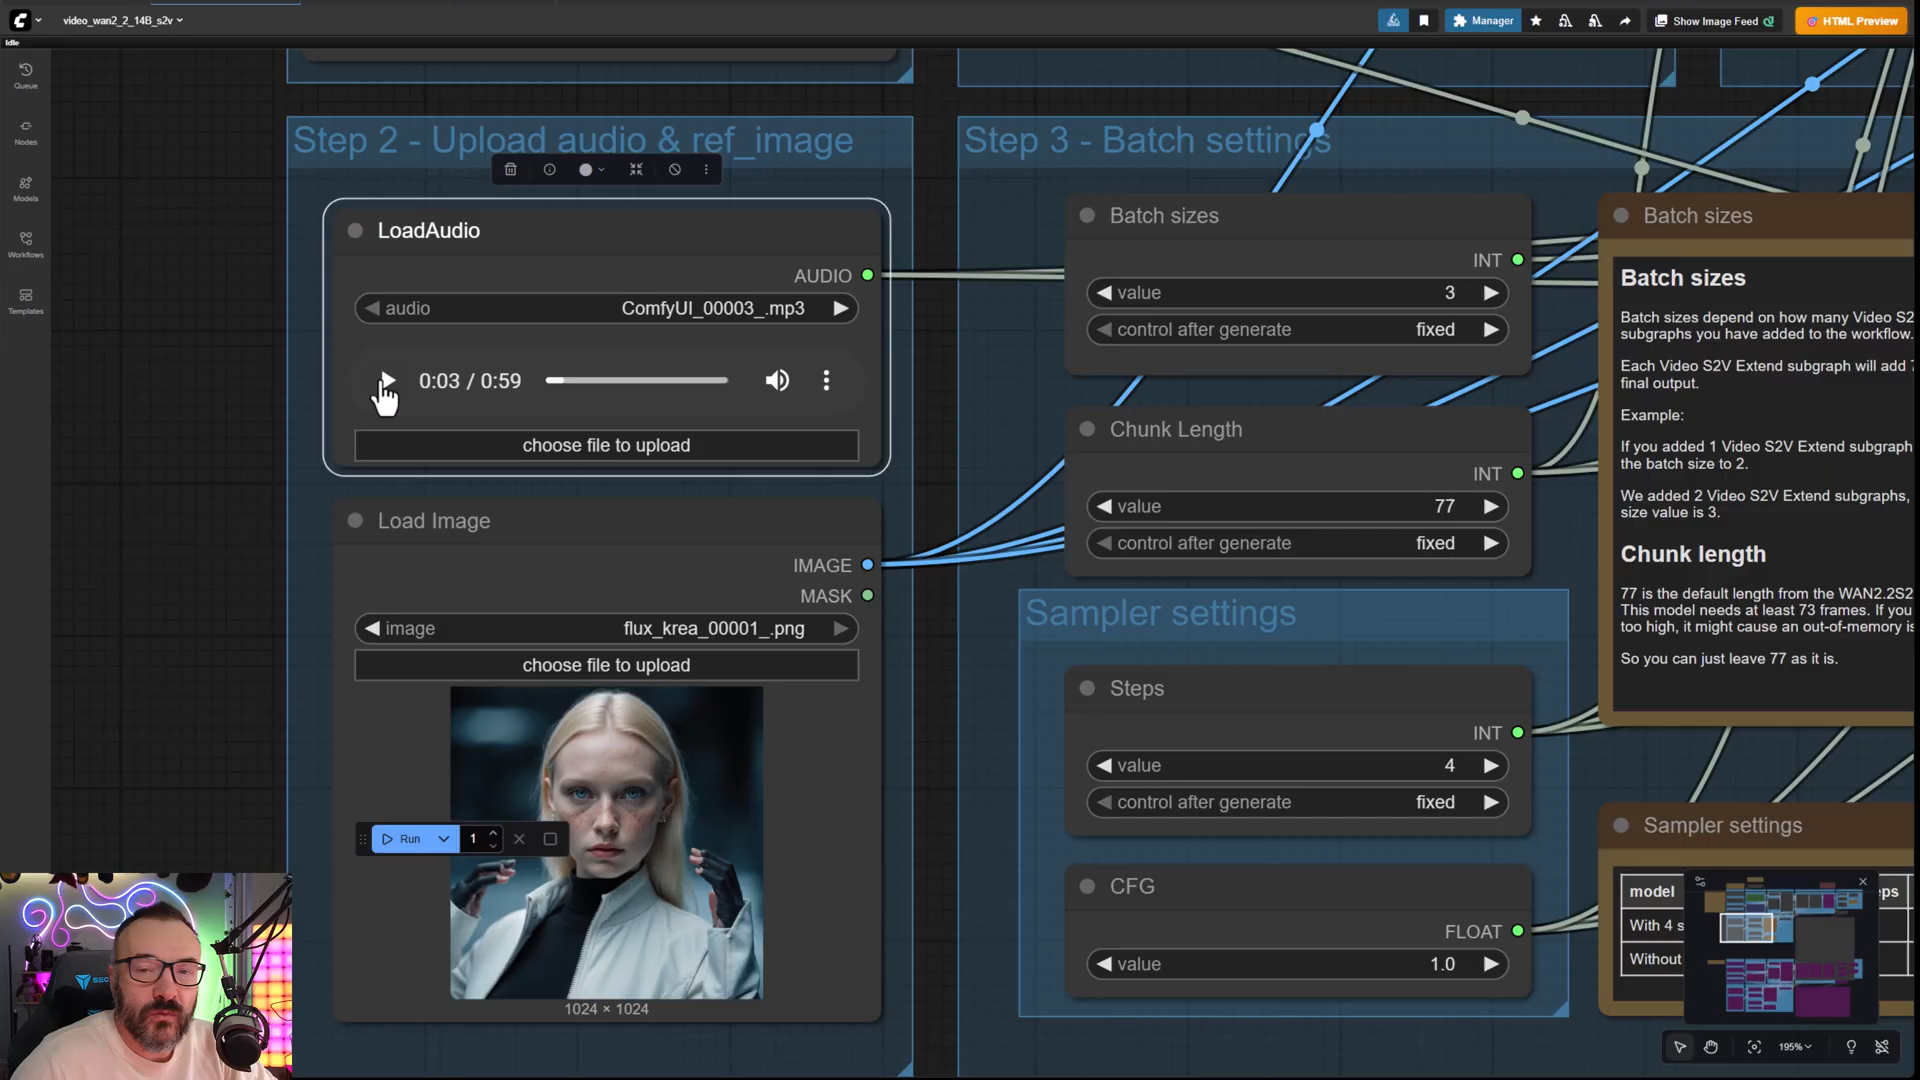 video_wan2_2_14B_s2v
Manager
Show Image Feed
HTML Preview
Idle
Queue
Nodes
Models
Workflows
Templates
Step 2 - Upload audio & ref_image
LoadAudio
AUDIO
audio ComfyUI_00003_.mp3
0:03 / 0:59
choose file to upload
Load Image
IMAGE
MASK
image flux_krea_00001_.png
choose file to upload
Run 1
1024 × 1024
Step 3 - Batch settings
Batch sizes
INT
value 3
control after generate fixed
Chunk Length
INT
value 77
control after generate fixed
Sampler settings
Steps
INT
value 4
control after generate fixed
CFG
FLOAT
value 1.0
Batch sizes
Batch sizes
Batch sizes depend on how many Video S2
subgraphs you have added to the workflow.
Each Video S2V Extend subgraph will add
final output.
Example:
If you added 1 Video S2V Extend subgraph
the batch size to 2.
We added 2 Video S2V Extend subgraphs,
size value is 3.
Chunk length
77 is the default length from the WAN2.2S2
This model needs at least 73 frames. If you
too high, it might cause an out-of-memory is
So you can just leave 77 as it is.
Sampler settings
model eps
With 4 s
Without
195%